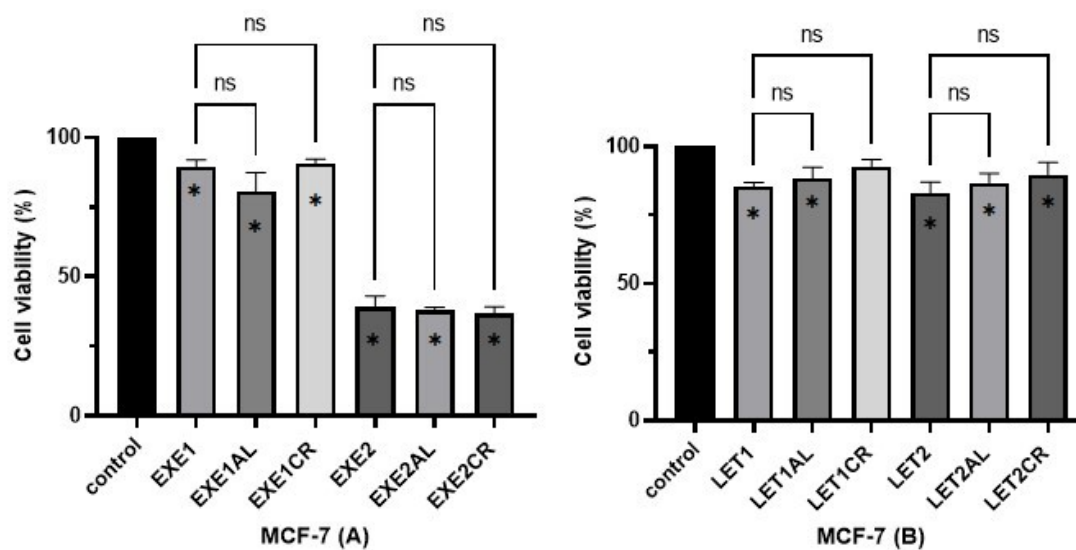 ns
ns
ns
ns
Cell viability (%)
100
50
0
*
*
*
*
*
*
control
EXE1
EXE1AL
EXE1CR
EXE2
EXE2AL
EXE2CR
MCF-7 (A)
ns
ns
ns
ns
Cell viability (%)
100
50
0
*
*
*
*
*
control
LET1
LET1AL
LET1CR
LET2
LET2AL
LET2CR
MCF-7 (B)